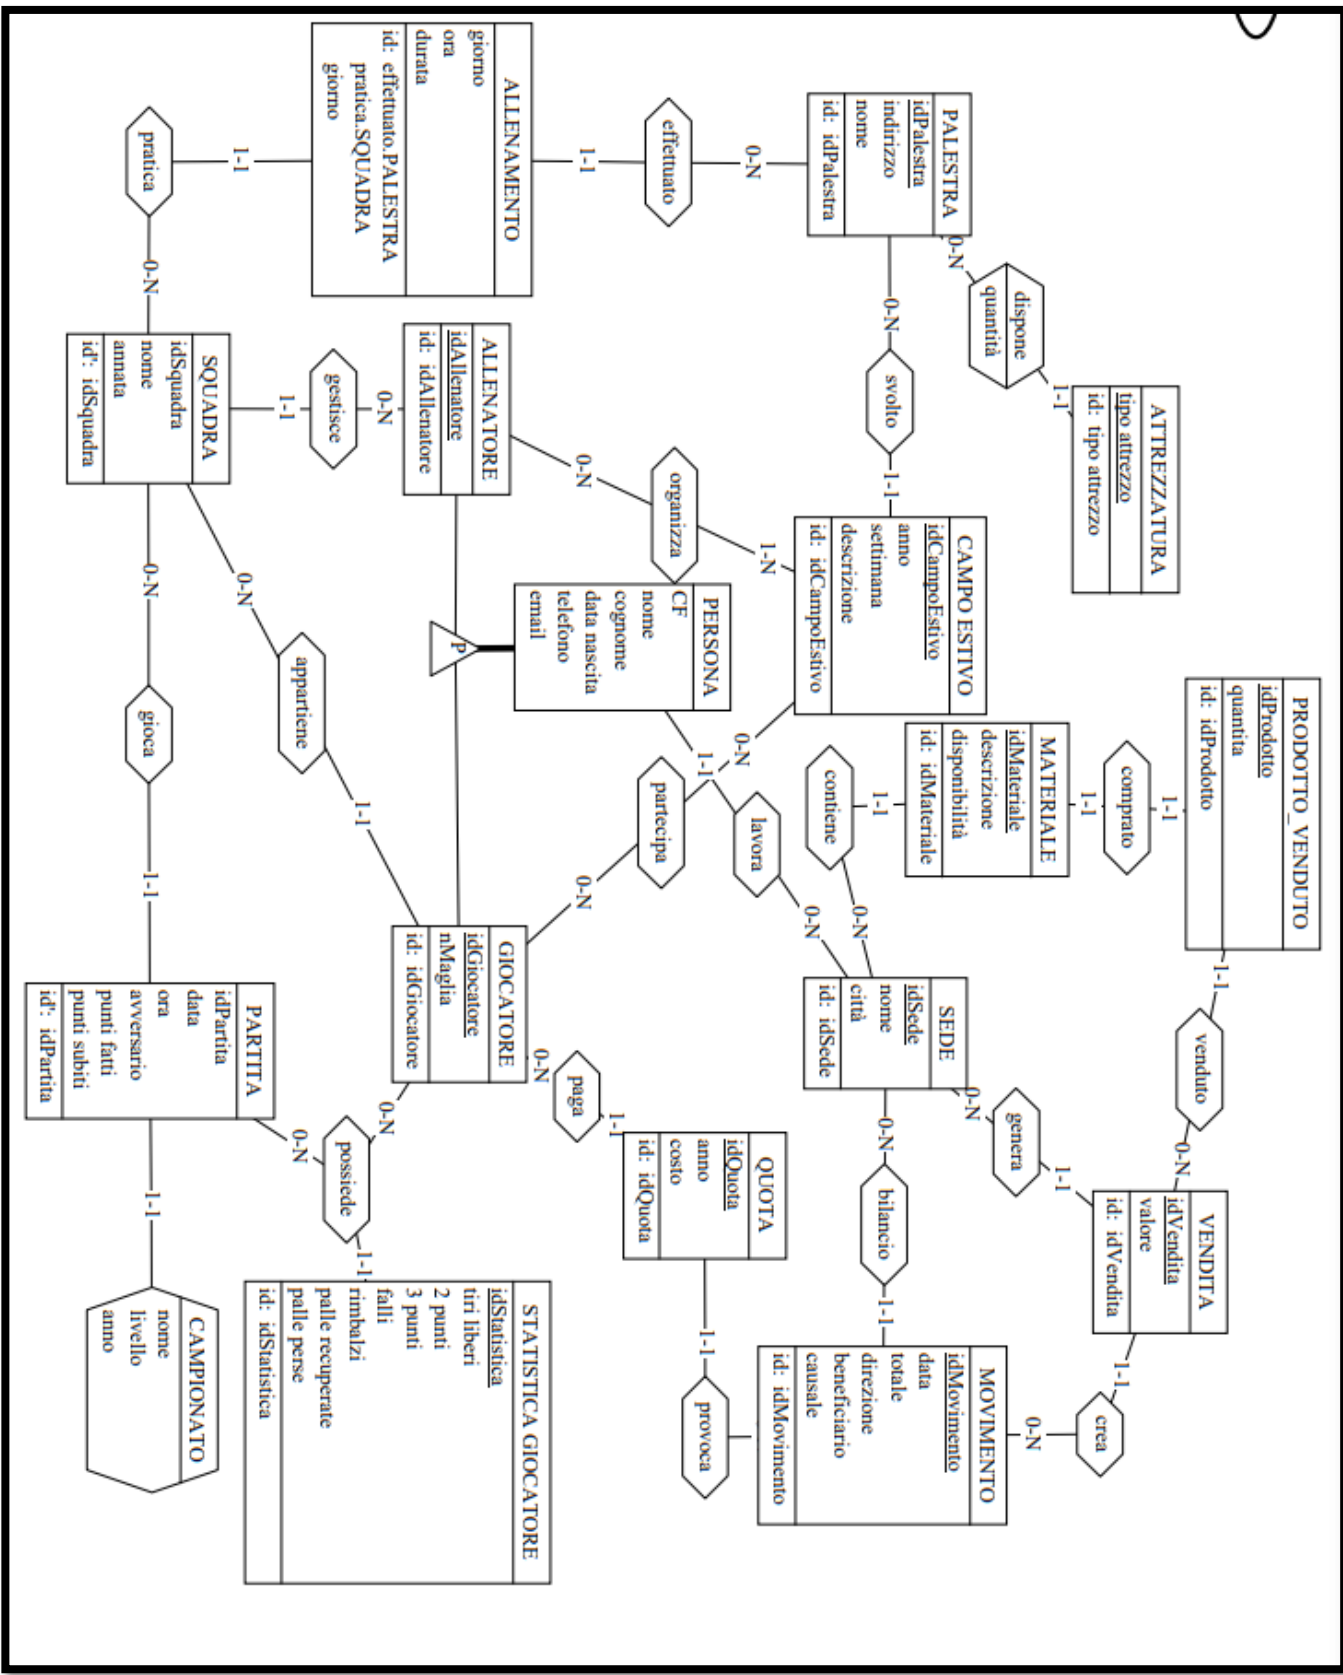 PALESTRA
idPalestra
indirizzo
nome
id: idPalestra
0-N
dispone
quantità
1-1
ATTREZZATURA
tipo attrezzo
id: tipo attrezzo
0-N
effettuato
1-1
ALLENAMENTO
giorno
ora
durata
id: effettuato.PALESTRA
pratica.SQUADRA
giorno
1-1
pratica
0-N
0-N
svolto
1-1
CAMPO ESTIVO
idCampoEstivo
anno
settimana
descrizione
id: idCampoEstivo
1-N
organizza
0-N
ALLENATORE
idAllenatore
id: idAllenatore
0-N
gestisce
1-1
SQUADRA
idSquadra
nome
annata
id': idSquadra
PERSONA
CF
nome
cognome
data nascita
telefono
email
P
0-N
appartiene
1-1
0-N
gioca
1-1
0-N
partecipa
0-N
1-1
lavora
0-N
PRODOTTO_VENDUTO
idProdotto
quantita
id: idProdotto
1-1
comprato
1-1
MATERIALE
idMateriale
descrizione
disponibilità
id: idMateriale
1-1
contiene
0-N
1-1
venduto
0-N
SEDE
idSede
nome
città
id: idSede
0-N
genera
1-1
0-N
bilancio
1-1
GIOCATORE
idGiocatore
nMaglia
id: idGiocatore
0-N
paga
1-1
QUOTA
idQuota
anno
costo
id: idQuota
1-1
provoca
PARTITA
idPartita
data
ora
avversario
punti fatti
punti subiti
id': idPartita
0-N
0-N
possiede
1-1
1-1
VENDITA
idVendita
valore
id: idVendita
1-1
crea
0-N
MOVIMENTO
idMovimento
data
totale
direzione
beneficiario
causale
id: idMovimento
STATISTICA GIOCATORE
idStatistica
tiri liberi
2 punti
3 punti
falli
rimbalzi
palle recuperate
palle perse
id: idStatistica
CAMPIONATO
nome
livello
anno